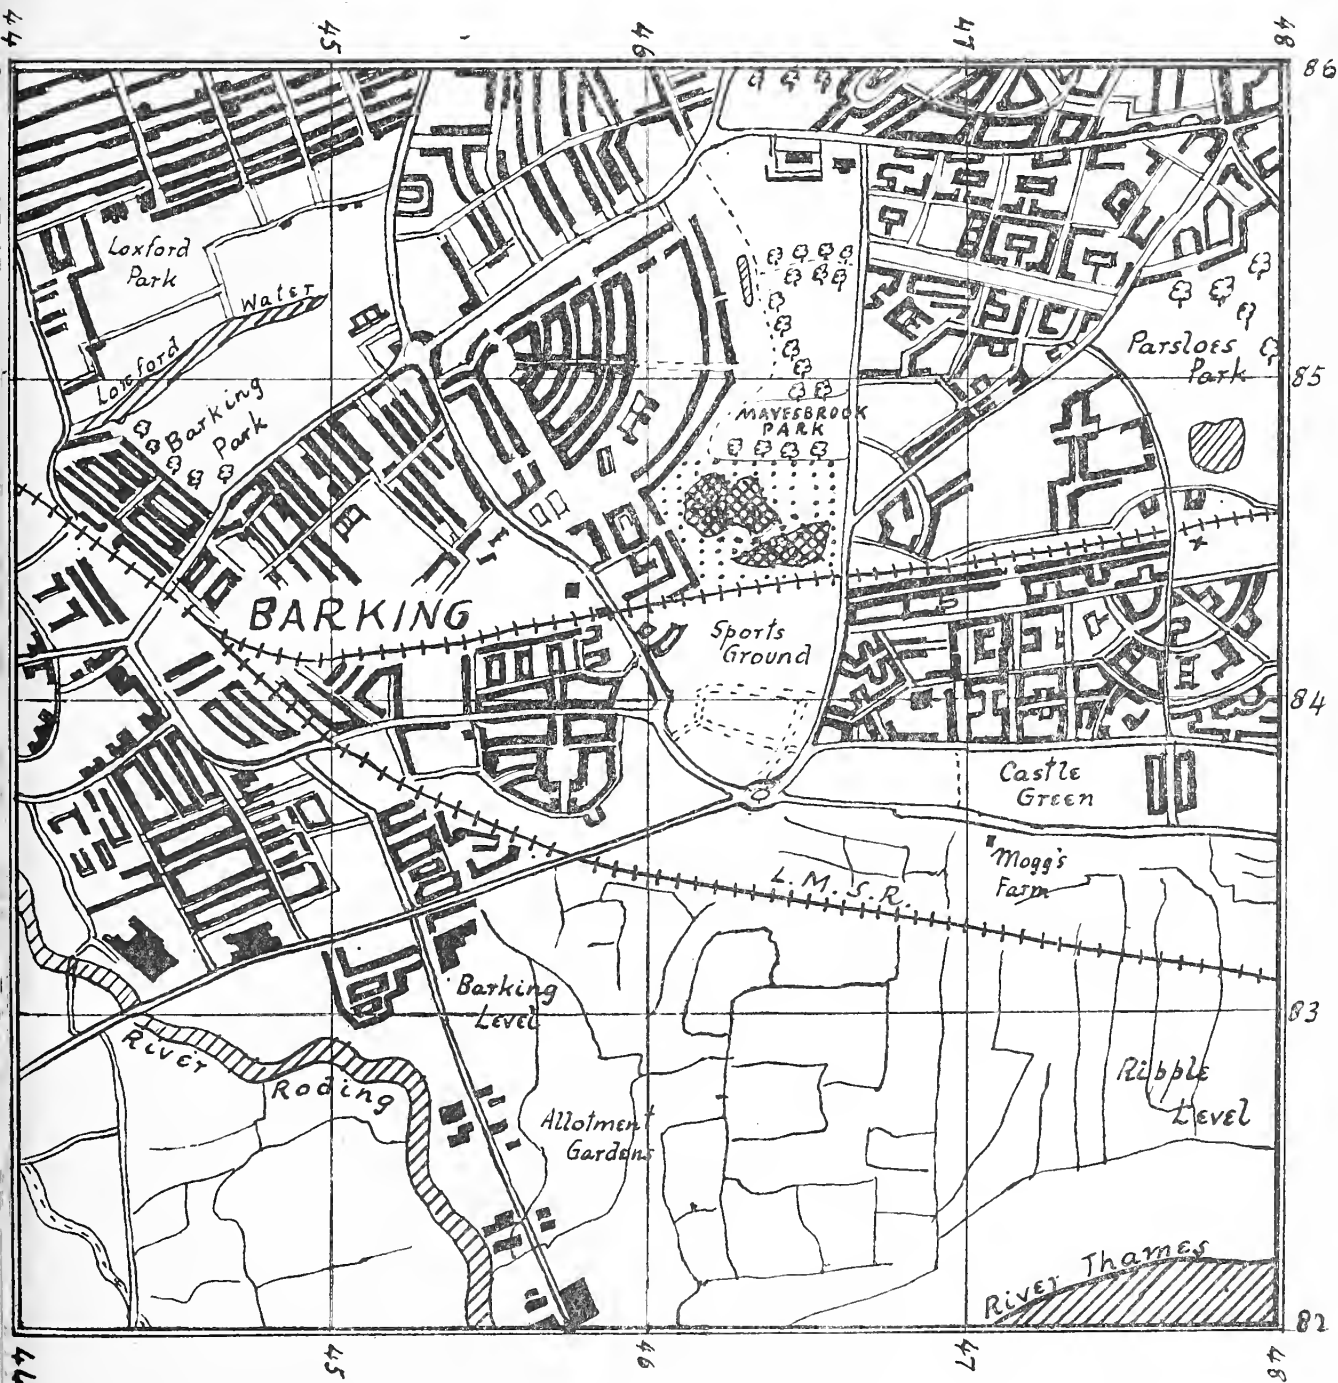 44
45
46
47
48
86
Loxford
Park
Water
Loxford
Barking
Park
Parsloes
Park
85
MAYESBROOK
PARK
BARKING
Sports
Ground
84
Castle
Green
Mogg's
Farm
L. M. S. R.
Barking
Level
83
River
Roding
Ribble
Level
Allotment
Gardens
River Thames
82
44
45
46
47
48